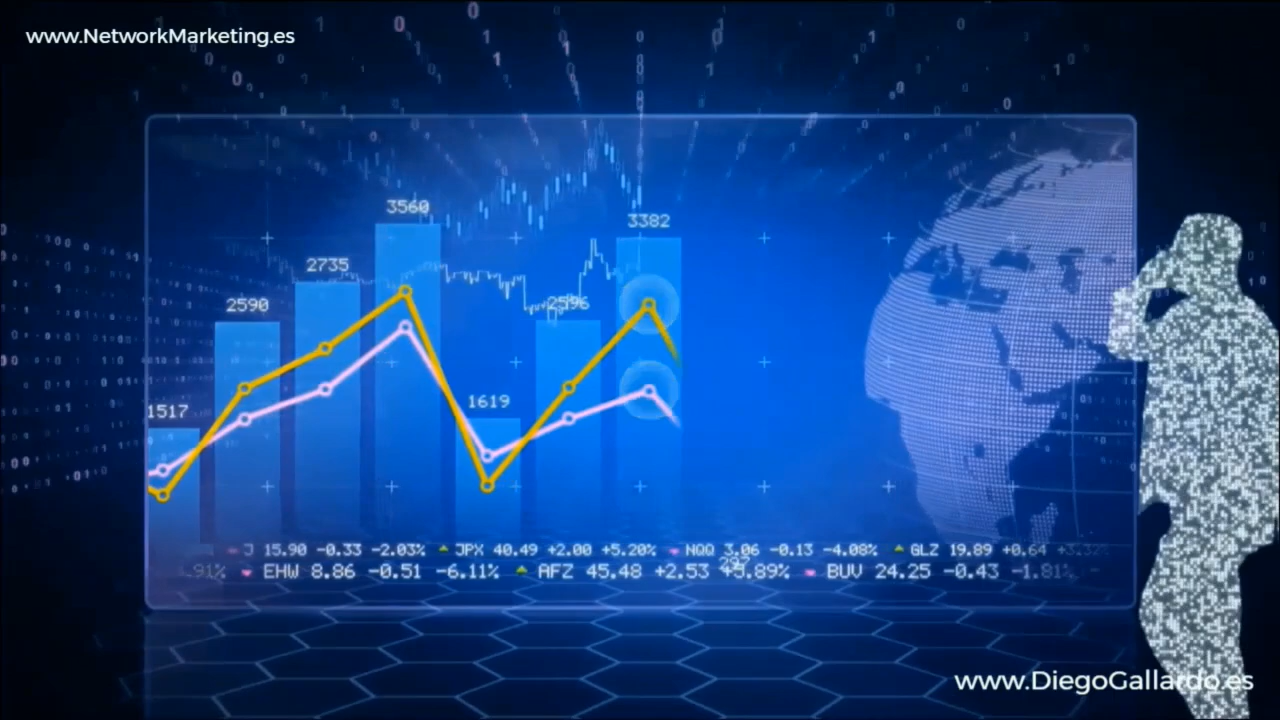 www.NetworkMarketing.es
3560
3382
2735
2590
2596
1619
1517
J 15.90 -0.33 -2.03% JPX 40.49 +2.00 +5.20% NQQ 3.06 -0.13 -4.08% GLZ 19.89 +0.64
.91% EHW 8.86 -0.51 -6.11% AFZ 45.48 +2.53 +5.89% BUV 24.25 -0.43 -1.81%
www.DiegoGallardo.es